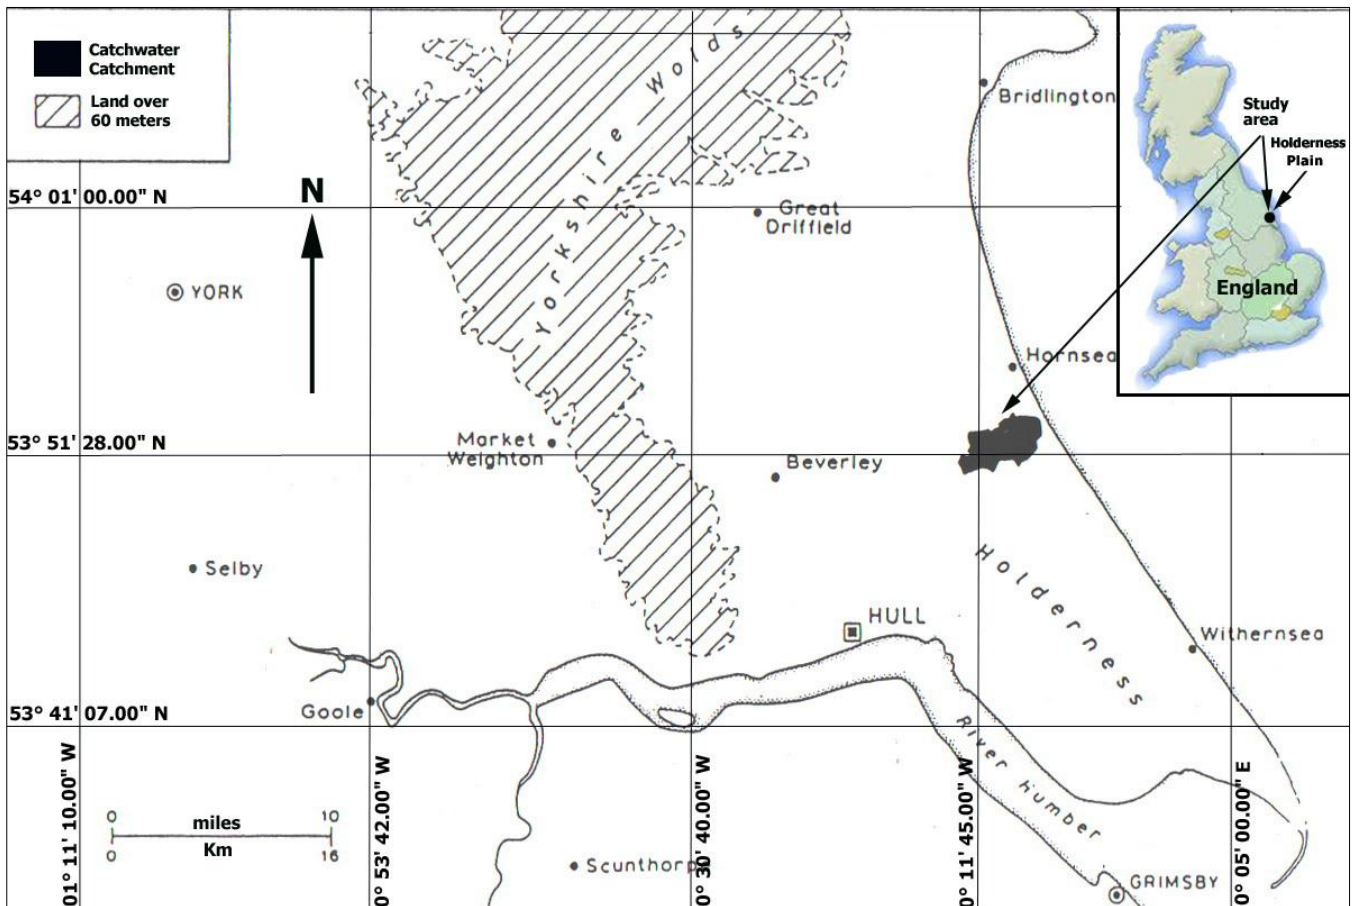 Catchwater
Catchment
Land over
60 meters
N
Yorkshire Wolds
Bridlington
Study
area
Holderness
Plain
England
54° 01' 00.00" N
Great
Driffield
YORK
Hornsea
53° 51' 28.00" N
Market
Weighton
Beverley
Selby
Holderness
HULL
Withernsea
Goole
53° 41' 07.00" N
River Humber
01° 11' 10.00" W
0° 53' 42.00" W
0° 30' 40.00" W
0° 11' 45.00" W
0° 05' 00.00" E
0 miles 10
0 Km 16
Scunthorp
GRIMSBY